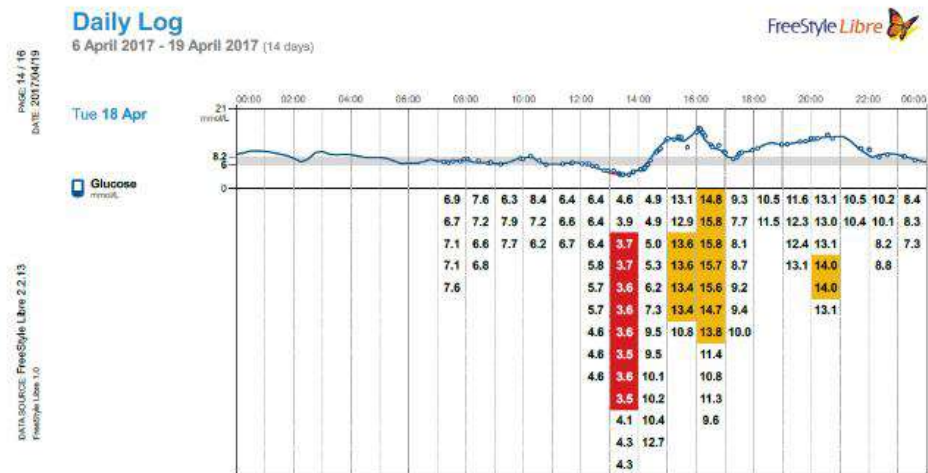 Daily Log
6 April 2017 - 19 April 2017 (14 days)
FreeStyle Libre
PAGE: 14 / 16
DATE: 2017/04/19
Tue 18 Apr
00:00 02:00 04:00 06:00 08:00 10:00 12:00 14:00 16:00 18:00 20:00 22:00 00:00
21
mmol/L
8.2
6
0
Glucose
mmol/L
6.9 7.6 6.3 8.4 6.4 6.4 4.6 4.9 13.1 14.8 9.3 10.5 11.6 13.1 10.5 10.2 8.4
6.7 7.2 7.9 7.2 6.6 6.4 3.9 4.9 12.9 15.8 7.7 11.5 12.3 13.0 10.4 10.1 8.3
7.1 6.6 7.7 6.2 6.7 6.4 3.7 5.0 13.6 15.8 8.1 12.4 13.1 8.2 7.3
7.1 6.8 5.8 3.7 5.3 13.6 15.7 8.7 13.1 14.0 8.8
7.6 5.7 3.6 6.2 13.4 15.6 9.2 14.0
5.7 3.6 7.3 13.4 14.7 9.4 13.1
4.6 3.6 9.5 10.8 13.8 10.0
4.6 3.5 9.5 11.4
4.6 3.6 10.1 10.8
3.5 10.2 11.3
4.1 10.4 9.6
4.3 12.7
4.3
DATA SOURCE: FreeStyle Libre 2.2.13
FreeStyle Libre 1.0